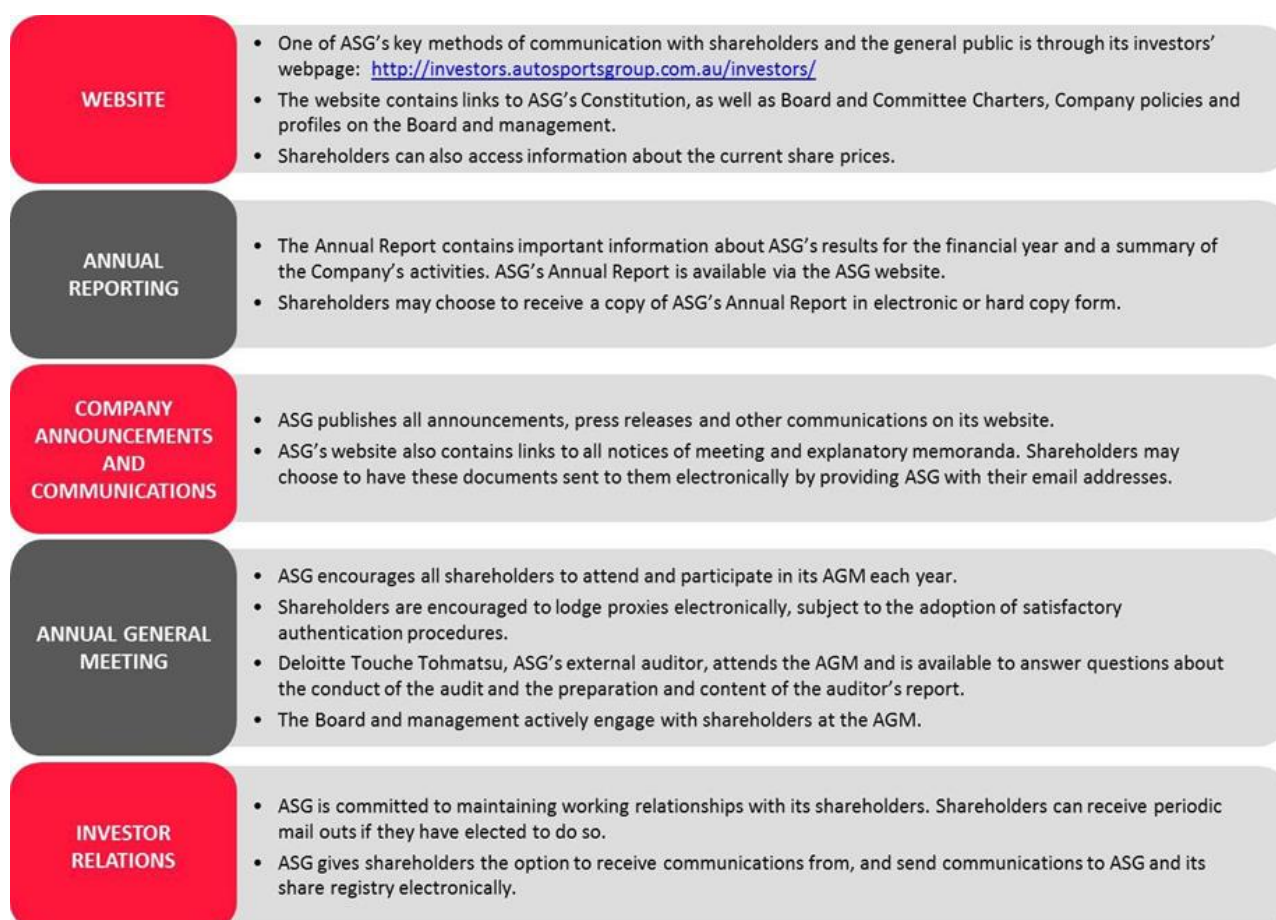 WEBSITE
• One of ASG’s key methods of communication with shareholders and the general public is through its investors’
webpage: http://investors.autosportsgroup.com.au/investors/
• The website contains links to ASG’s Constitution, as well as Board and Committee Charters, Company policies and
profiles on the Board and management.
• Shareholders can also access information about the current share prices.
ANNUAL
REPORTING
• The Annual Report contains important information about ASG’s results for the financial year and a summary of
the Company’s activities. ASG’s Annual Report is available via the ASG website.
• Shareholders may choose to receive a copy of ASG’s Annual Report in electronic or hard copy form.
COMPANY
ANNOUNCEMENTS
AND
COMMUNICATIONS
• ASG publishes all announcements, press releases and other communications on its website.
• ASG’s website also contains links to all notices of meeting and explanatory memoranda. Shareholders may
choose to have these documents sent to them electronically by providing ASG with their email addresses.
ANNUAL GENERAL
MEETING
• ASG encourages all shareholders to attend and participate in its AGM each year.
• Shareholders are encouraged to lodge proxies electronically, subject to the adoption of satisfactory
authentication procedures.
• Deloitte Touche Tohmatsu, ASG’s external auditor, attends the AGM and is available to answer questions about
the conduct of the audit and the preparation and content of the auditor’s report.
• The Board and management actively engage with shareholders at the AGM.
INVESTOR
RELATIONS
• ASG is committed to maintaining working relationships with its shareholders. Shareholders can receive periodic
mail outs if they have elected to do so.
• ASG gives shareholders the option to receive communications from, and send communications to ASG and its
share registry electronically.